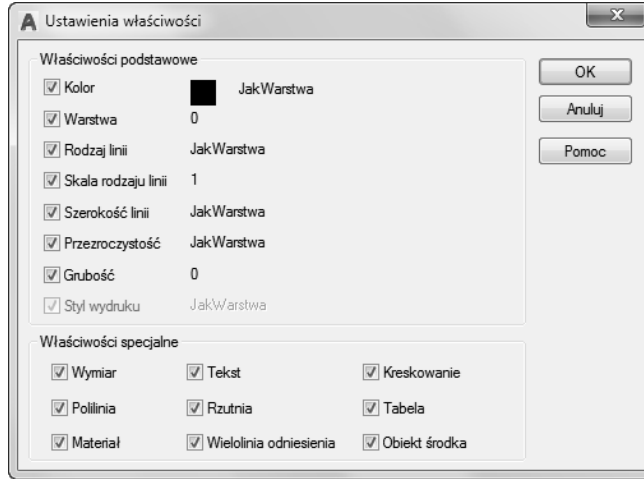 A Ustawienia właściwości
Właściwości podstawowe
Kolor JakWarstwa
Warstwa 0
Rodzaj linii JakWarstwa
Skala rodzaju linii 1
Szerokość linii JakWarstwa
Przezroczystość JakWarstwa
Grubość 0
Styl wydruku JakWarstwa
OK
Anuluj
Pomoc
Właściwości specjalne
Wymiar Tekst Kreskowanie
Polilinia Rzutnia Tabela
Materiał Wielolinia odniesienia Obiekt środka